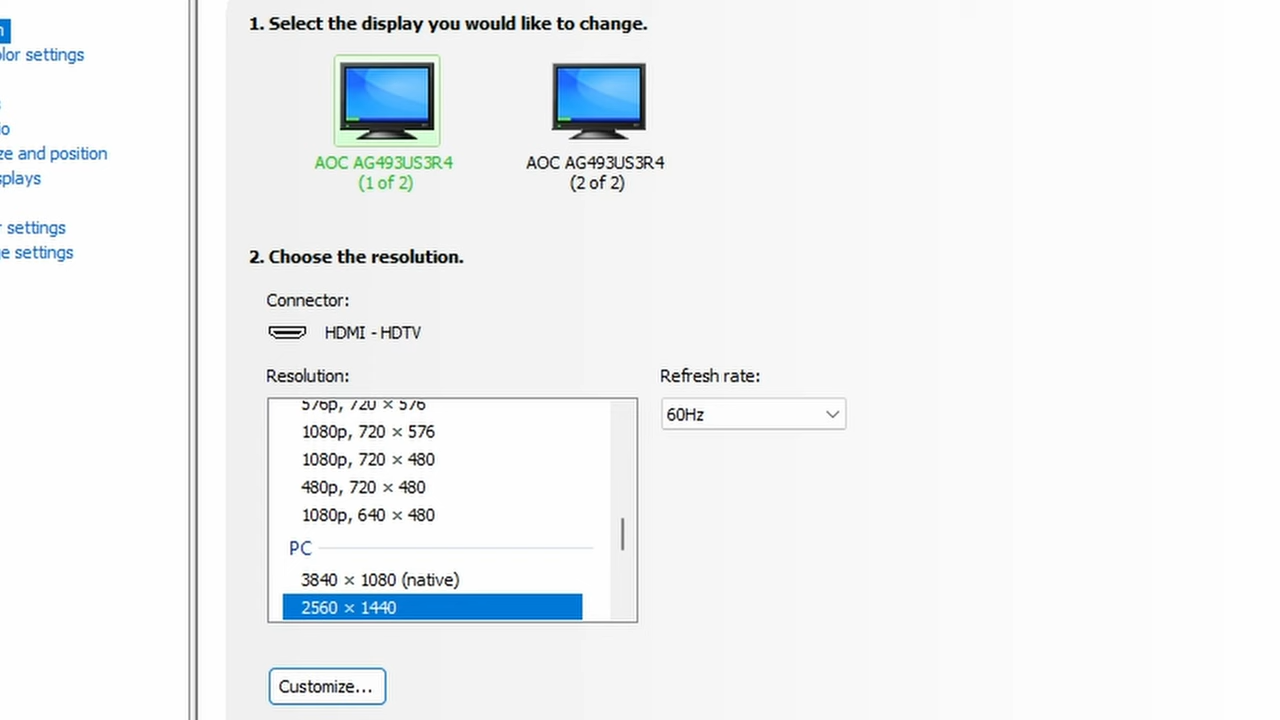 olor settings
ze and position
splays
settings
ge settings
1. Select the display you would like to change.
AOC AG493US3R4
(1 of 2)
AOC AG493US3R4
(2 of 2)
2. Choose the resolution.
Connector:
HDMI - HDTV
Resolution:
Refresh rate:
576p, 720 × 576
60Hz
1080p, 720 × 576
1080p, 720 × 480
480p, 720 × 480
1080p, 640 × 480
PC
3840 × 1080 (native)
2560 × 1440
Customize...